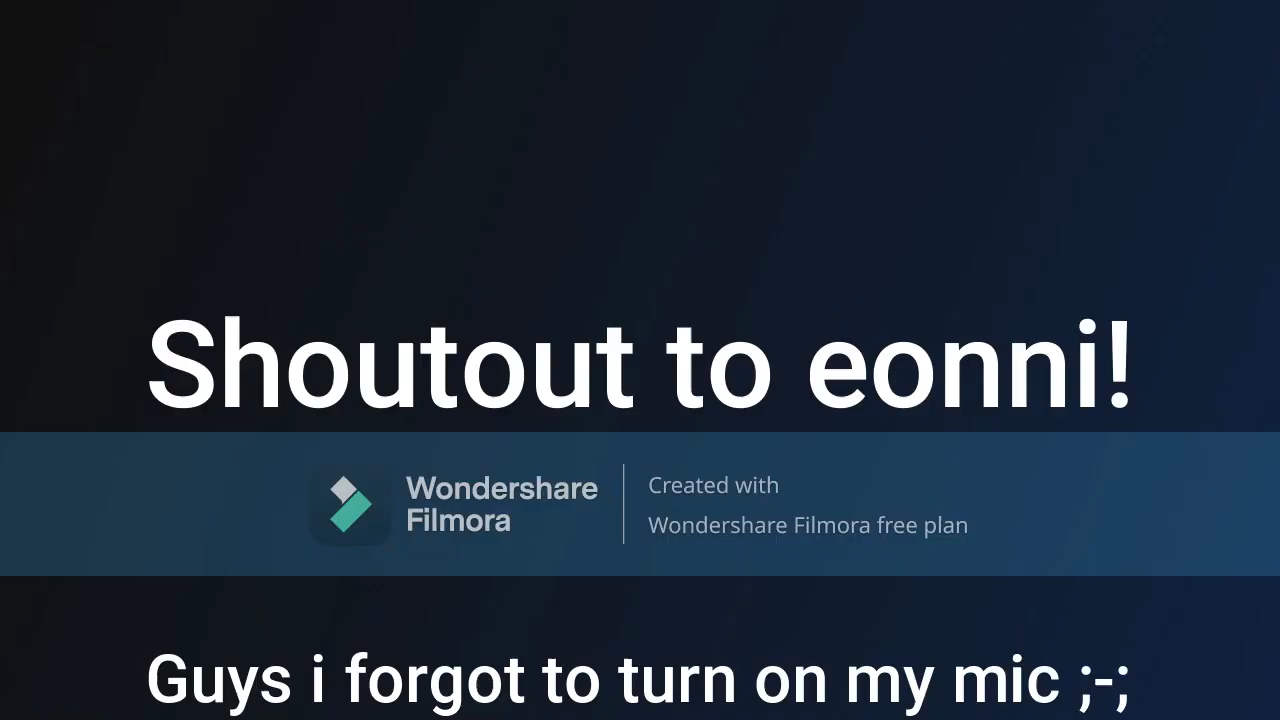 Shoutout to eonni!
Wondershare
Filmora
Created with
Wondershare Filmora free plan
Guys i forgot to turn on my mic ;-;